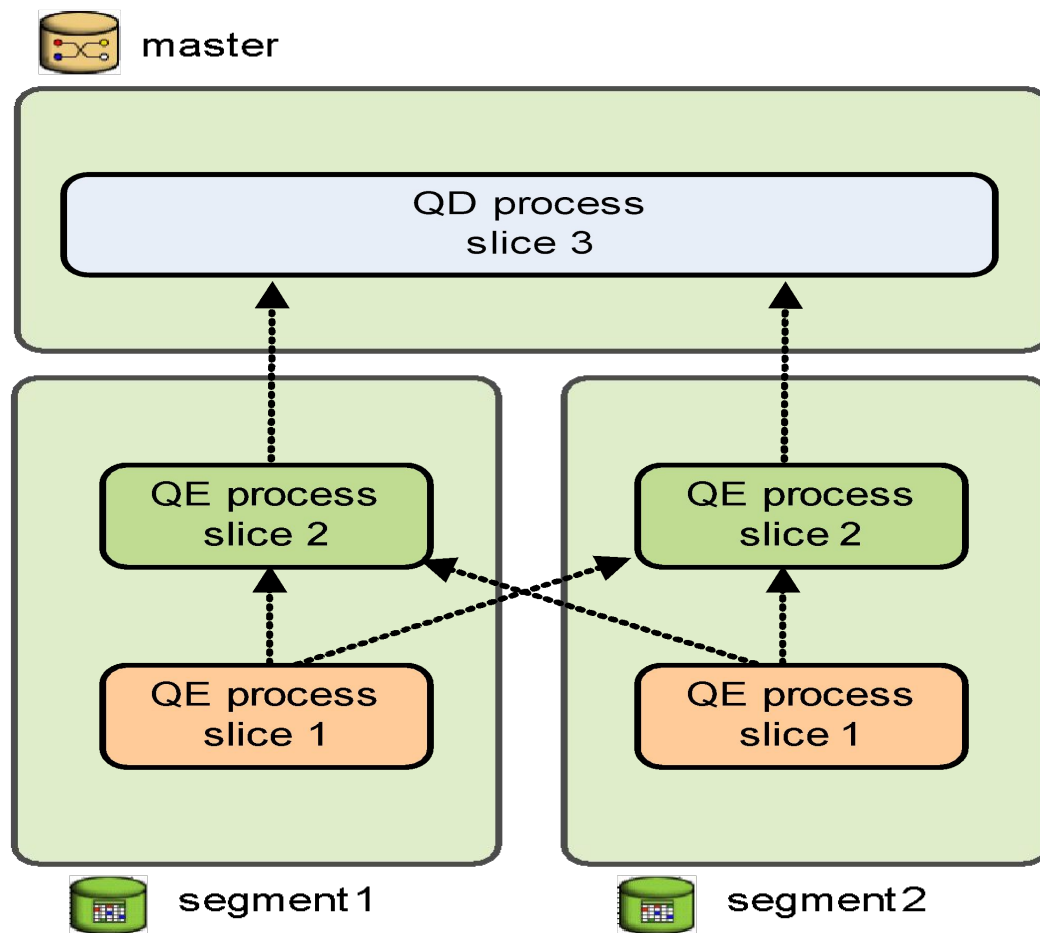 master
QD process
slice 3
QE process
slice 2
QE process
slice 2
QE process
slice 1
QE process
slice 1
segment1
segment2